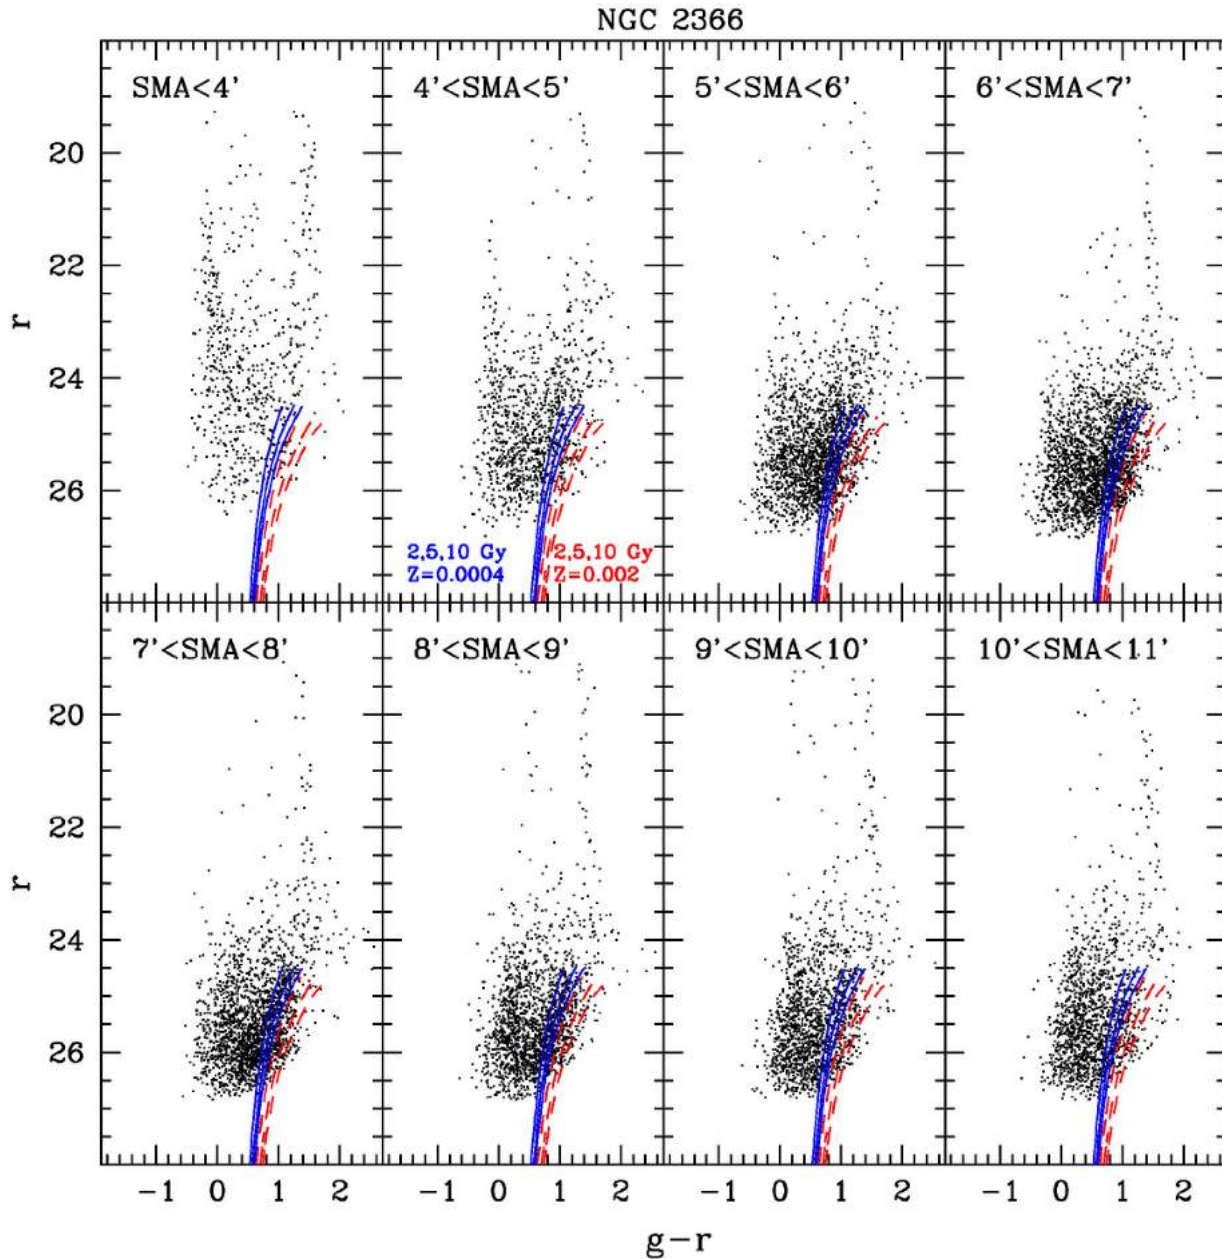 NGC 2366
SMA<4' 4'<SMA<5' 5'<SMA<6' 6'<SMA<7'
20
22
r
24
26
2,5,10 Gy 2,5,10 Gy
Z=0.0004 Z=0.002
7'<SMA<8' 8'<SMA<9' 9'<SMA<10' 10'<SMA<11'
20
22
r
24
26
−1 0 1 2 −1 0 1 2 −1 0 1 2 −1 0 1 2
g−r